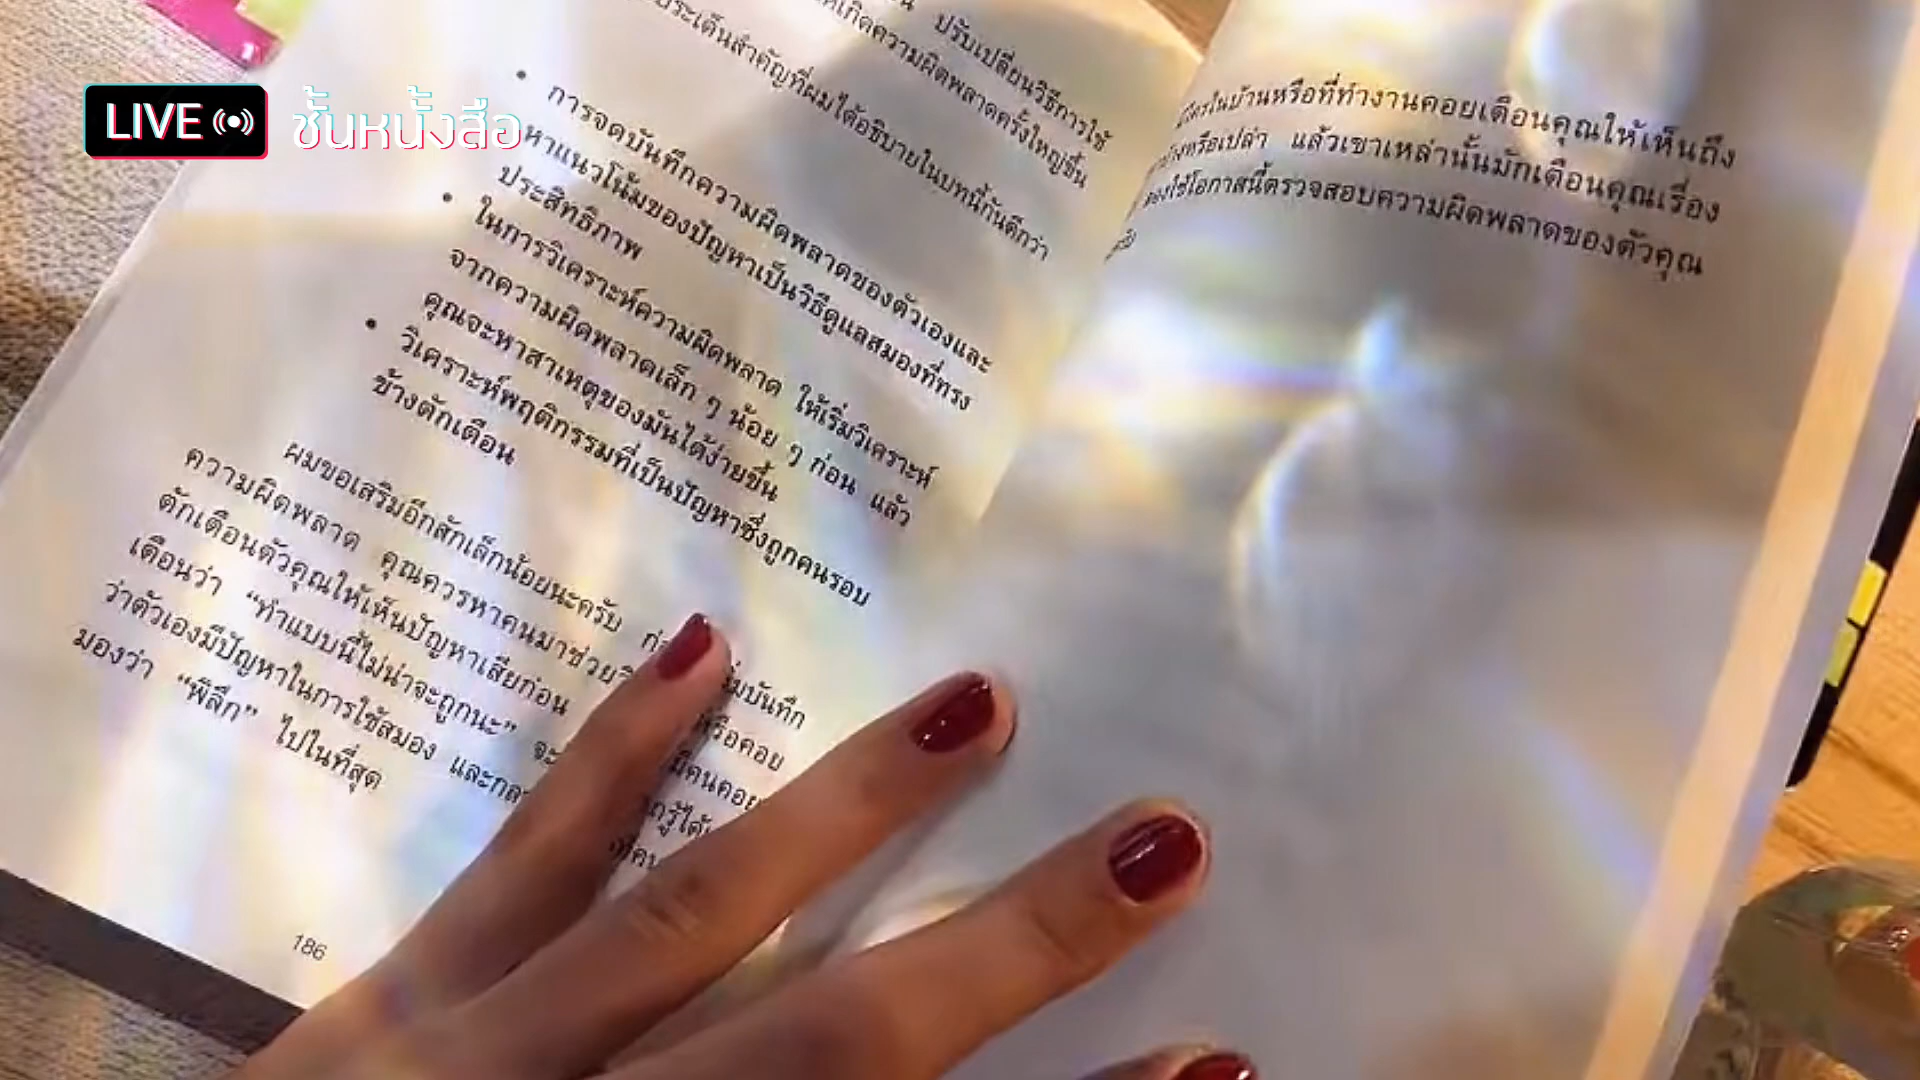 LIVE
ชั้นหนั้งสือ
ปรับเปลี่ยนวิธีการใช้
เกิดความผิดพลาดครั้งใหญ่ขึ้น
ประเด็นสำคัญที่ผมได้อธิบายในบทนี้กันดีกว่า
• การจดบันทึกความผิดพลาดของตัวเองและ
หาแนวโน้มของปัญหาเป็นวิธีดูแลสมองที่ทรง
ประสิทธิภาพ
• ในการวิเคราะห์ความผิดพลาด ให้เริ่มวิเคราะห์
จากความผิดพลาดเล็ก ๆ น้อย ๆ ก่อน แล้ว
คุณจะหาสาเหตุของมันได้ง่ายขึ้น
• วิเคราะห์พฤติกรรมที่เป็นปัญหาซึ่งถูกคนรอบ
ข้างตักเตือน
ผมขอเสริมอีกสักเล็กน้อยนะครับ บันทึก
ความผิดพลาด คุณควรหาคนมาช่วย หรือคอย
ตักเตือนตัวคุณให้เห็นปัญหาเสียก่อน มีคนคอย
เตือนว่า “ทำแบบนี้ไม่น่าจะถูกนะ” จะ รู้ได้
ว่าตัวเองมีปัญหาในการใช้สมอง และ
มองว่า “พิลึก” ไปในที่สุด
186
ใครในบ้านหรือที่ทำงานคอยเตือนคุณให้เห็นถึง
หรือเปล่า แล้วเขาเหล่านั้นมักเตือนคุณเรื่อง
ใช้โอกาสนี้ตรวจสอบความผิดพลาดของตัวคุณ